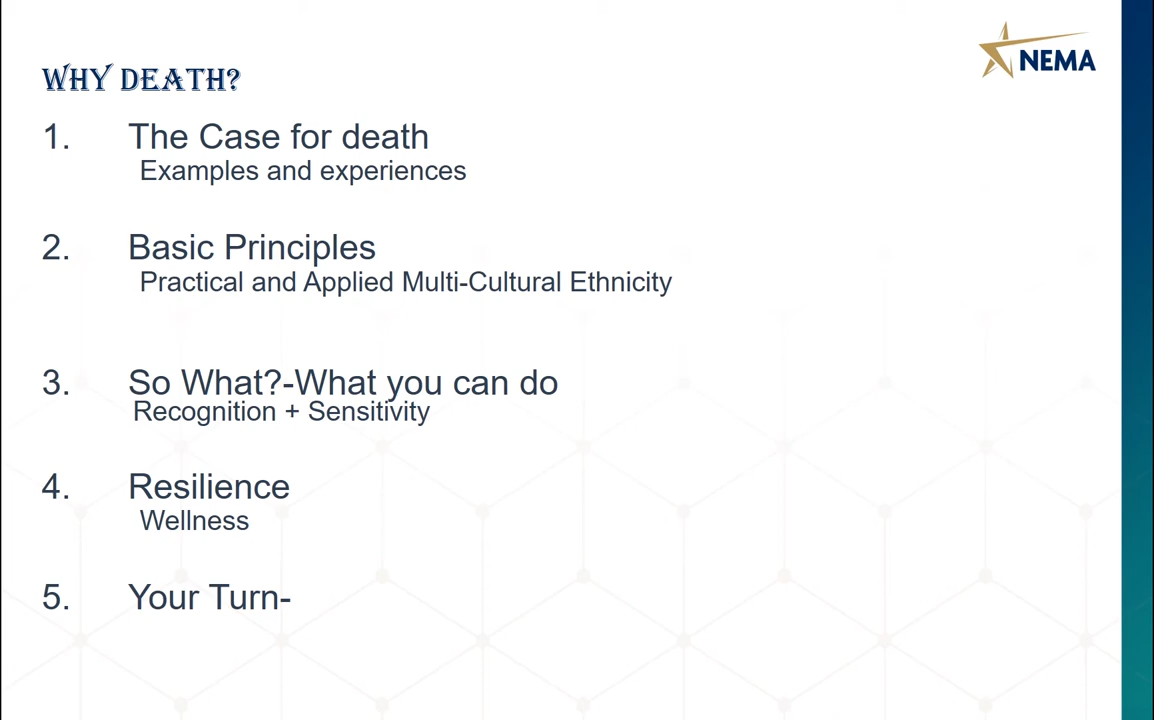 NEMA
WHY DEATH?
1. The Case for death
Examples and experiences
2. Basic Principles
Practical and Applied Multi-Cultural Ethnicity
3. So What?-What you can do
Recognition + Sensitivity
4. Resilience
Wellness
5. Your Turn-